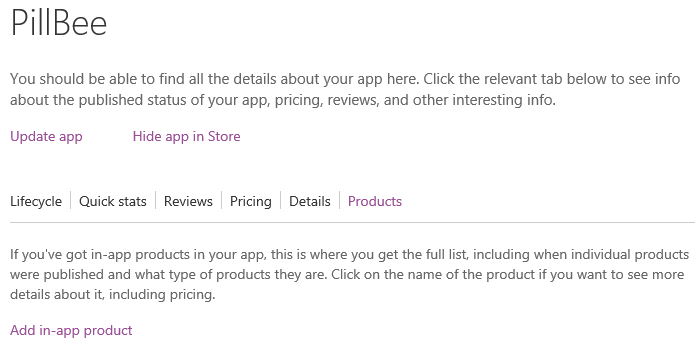 PillBee
You should be able to find all the details about your app here. Click the relevant tab below to see info
about the published status of your app, pricing, reviews, and other interesting info.
Update app Hide app in Store
Lifecycle Quick stats Reviews Pricing Details Products
If you've got in-app products in your app, this is where you get the full list, including when individual products
were published and what type of products they are. Click on the name of the product if you want to see more
details about it, including pricing.
Add in-app product